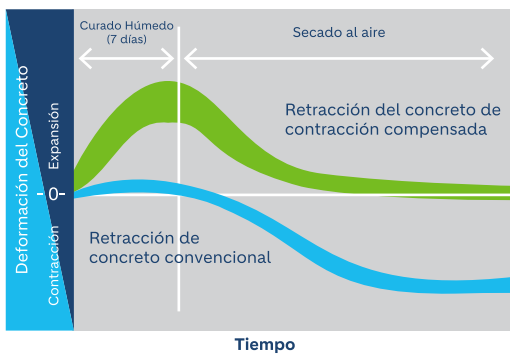 Curado Húmedo
(7 días)
Secado al aire
Deformación del Concreto
Expansión
-0-
Contracción
Retracción del concreto de
contracción compensada
Retracción de
concreto convencional
Tiempo